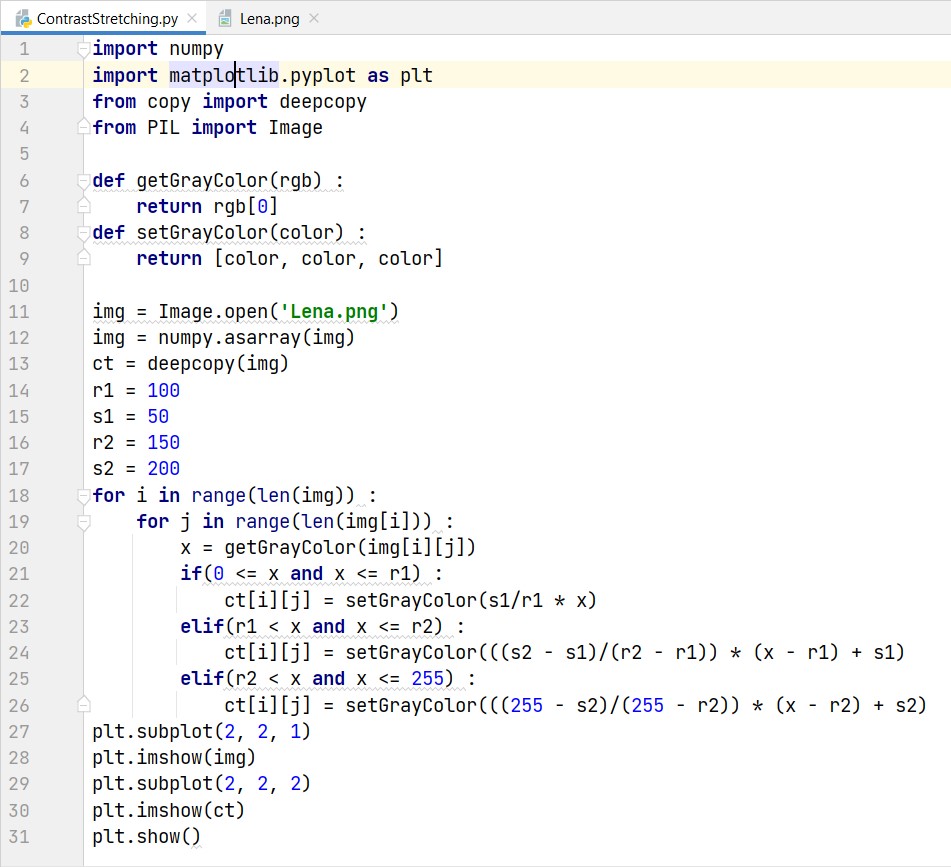 ContrastStretching.py × Lena.png ×
1 import numpy
2 import matplotlib.pyplot as plt
3 from copy import deepcopy
4 from PIL import Image
5
6 def getGrayColor(rgb) :
7     return rgb[0]
8 def setGrayColor(color) :
9     return [color, color, color]
10
11 img = Image.open('Lena.png')
12 img = numpy.asarray(img)
13 ct = deepcopy(img)
14 r1 = 100
15 s1 = 50
16 r2 = 150
17 s2 = 200
18 for i in range(len(img)) :
19     for j in range(len(img[i])) :
20         x = getGrayColor(img[i][j])
21         if(0 <= x and x <= r1) :
22             ct[i][j] = setGrayColor(s1/r1 * x)
23         elif(r1 < x and x <= r2) :
24             ct[i][j] = setGrayColor(((s2 - s1)/(r2 - r1)) * (x - r1) + s1)
25         elif(r2 < x and x <= 255) :
26             ct[i][j] = setGrayColor(((255 - s2)/(255 - r2)) * (x - r2) + s2)
27 plt.subplot(2, 2, 1)
28 plt.imshow(img)
29 plt.subplot(2, 2, 2)
30 plt.imshow(ct)
31 plt.show()